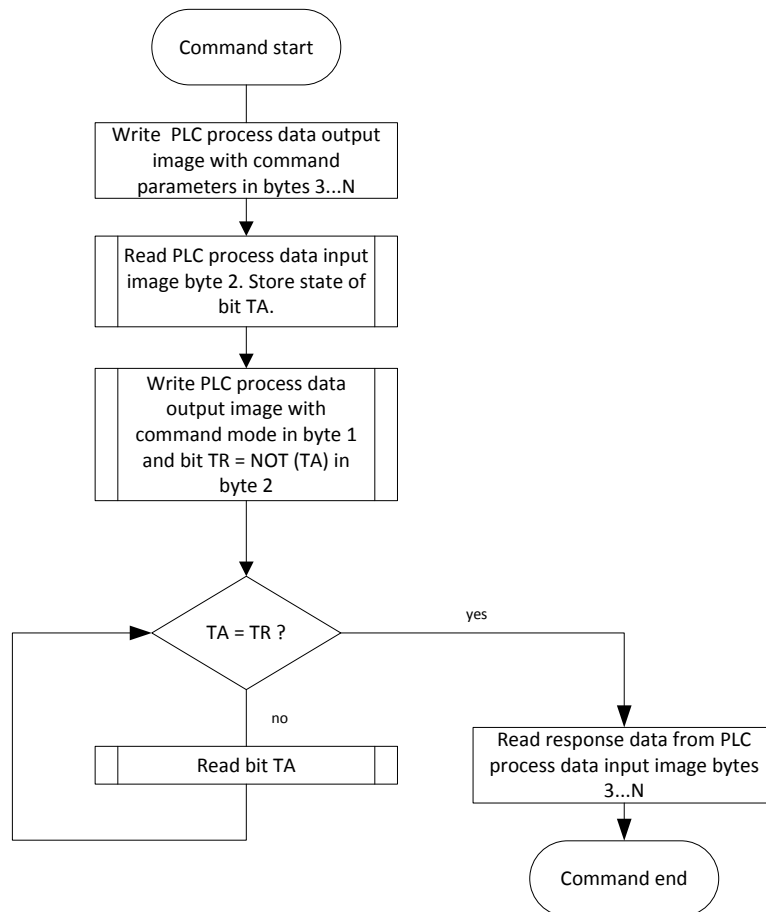 Command start
Write  PLC process data output
image with command
parameters in bytes 3...N
Read PLC process data input
image byte 2. Store state of
bit TA.
Write PLC process data
output image with
command mode in byte 1
and bit TR = NOT (TA) in
byte 2
TA = TR ?
yes
no
Read bit TA
Read response data from PLC
process data input image bytes
3...N
Command end